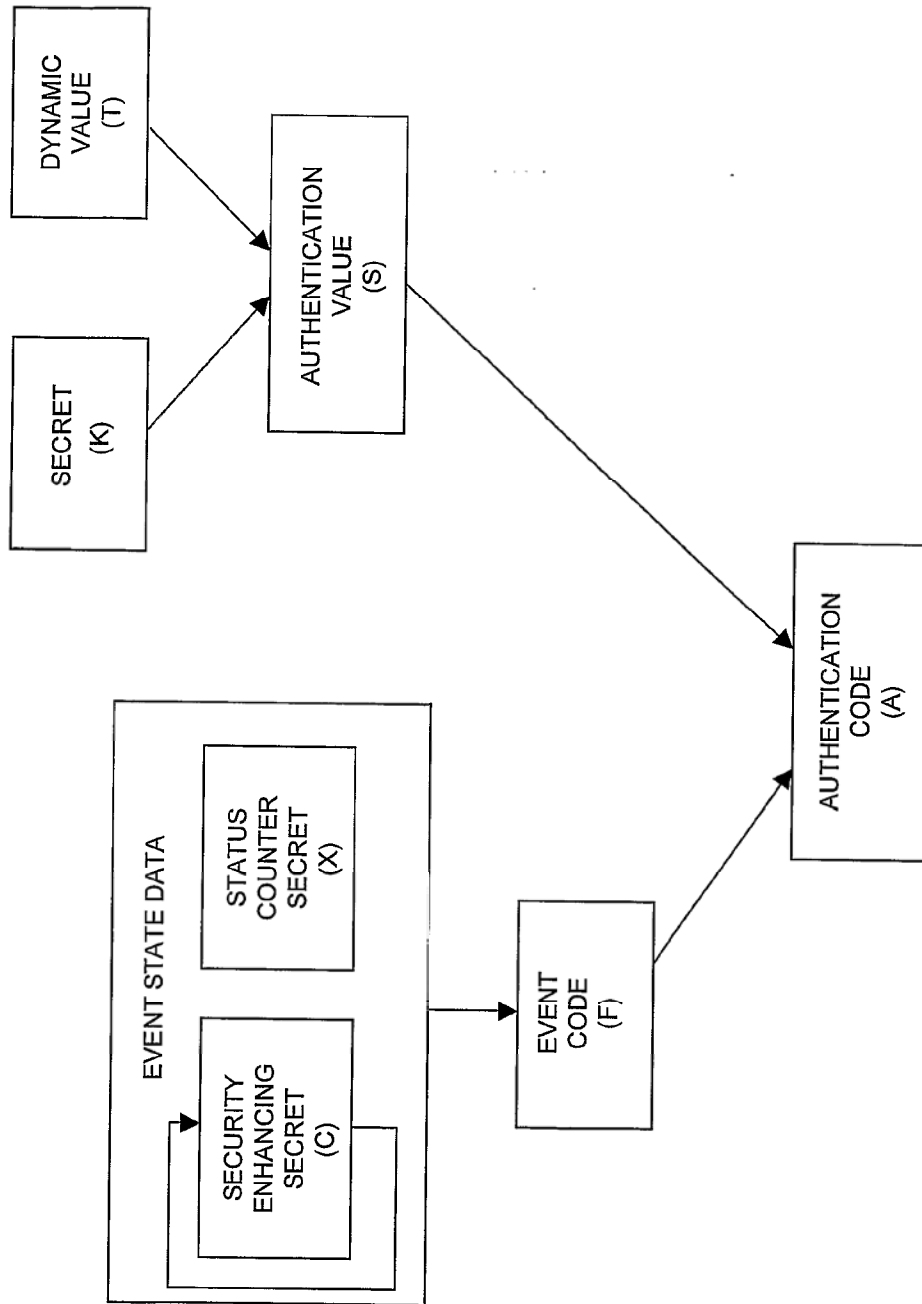 EVENT STATE DATA
SECURITY
ENHANCING
SECRET
(C)
STATUS
COUNTER
SECRET
(X)
EVENT
CODE
(F)
SECRET
(K)
DYNAMIC
VALUE
(T)
AUTHENTICATION
VALUE
(S)
AUTHENTICATION
CODE
(A)